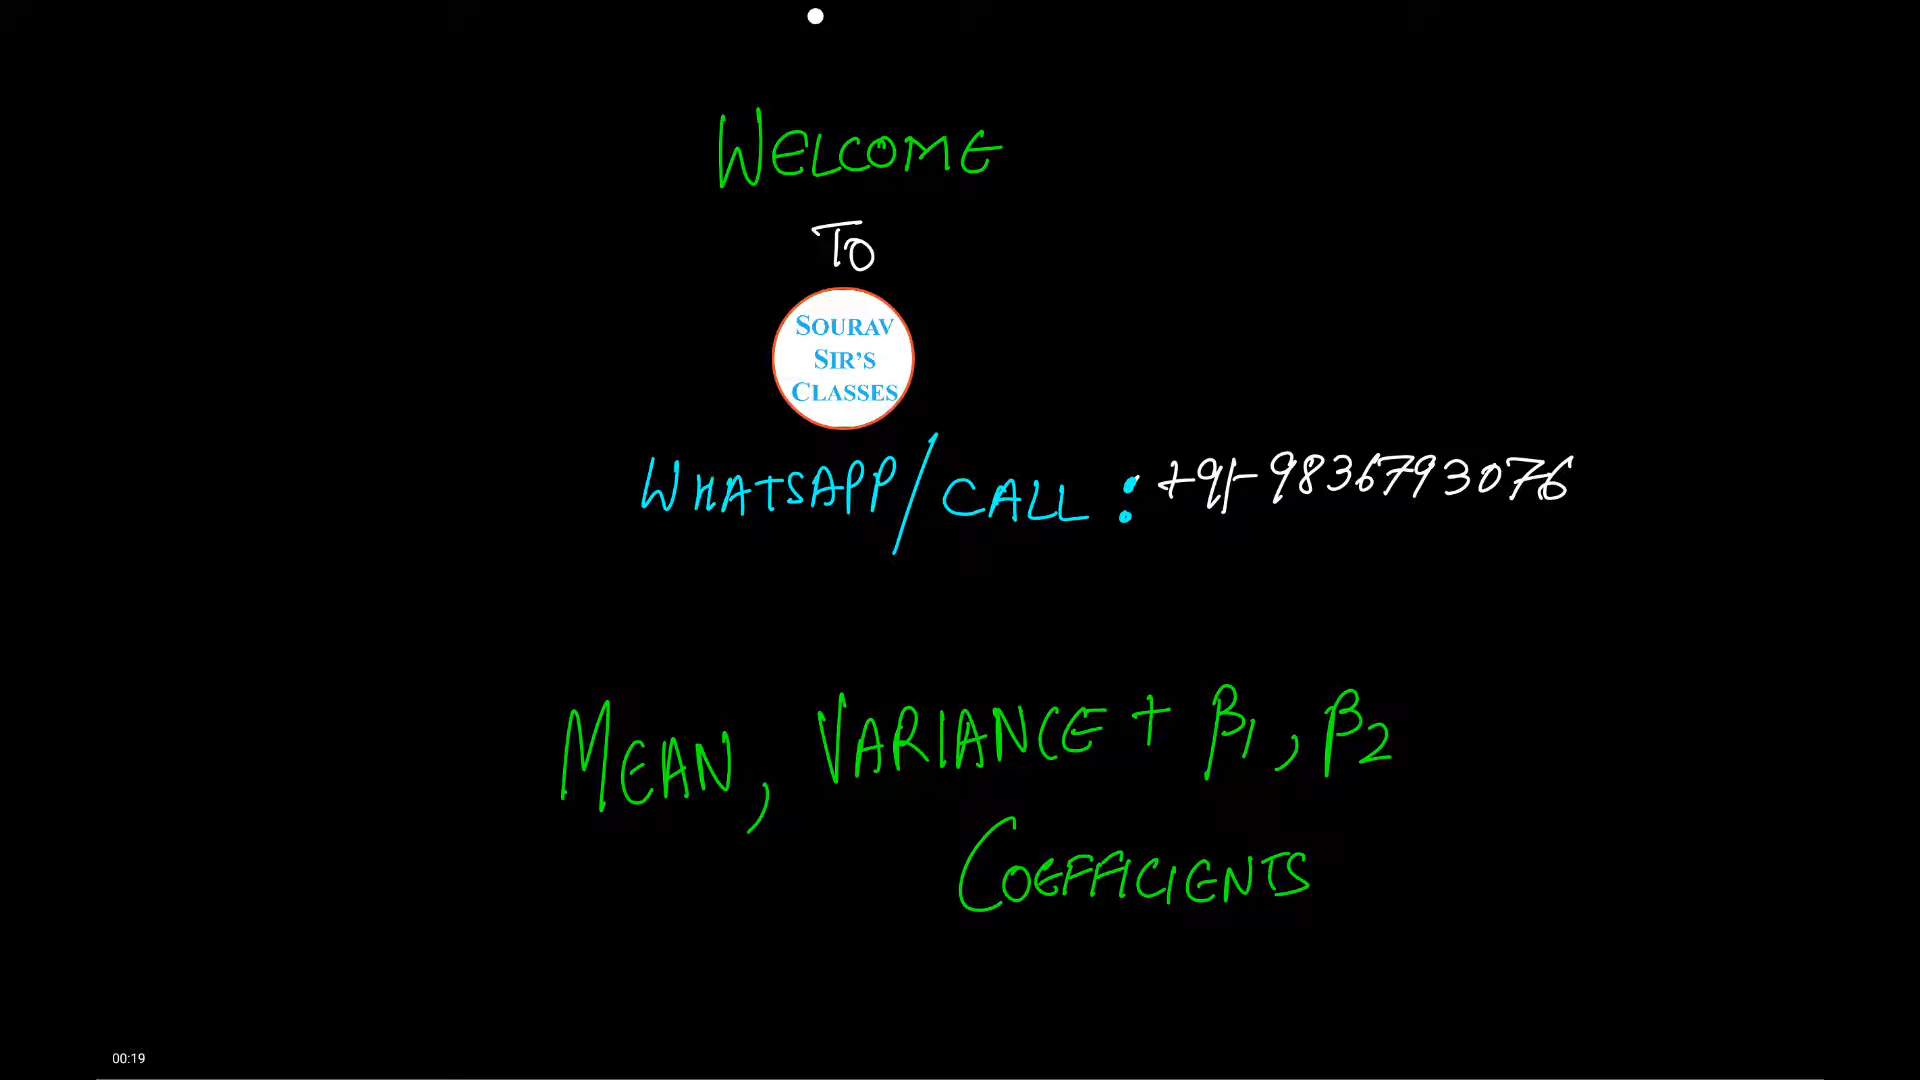 WELCOME
TO
SOURAV
SIR'S
CLASSES
WHATSAPP/CALL : +91-9836793076
MEAN, VARIANCE + β1, β2
COEFFICIENTS
00:19